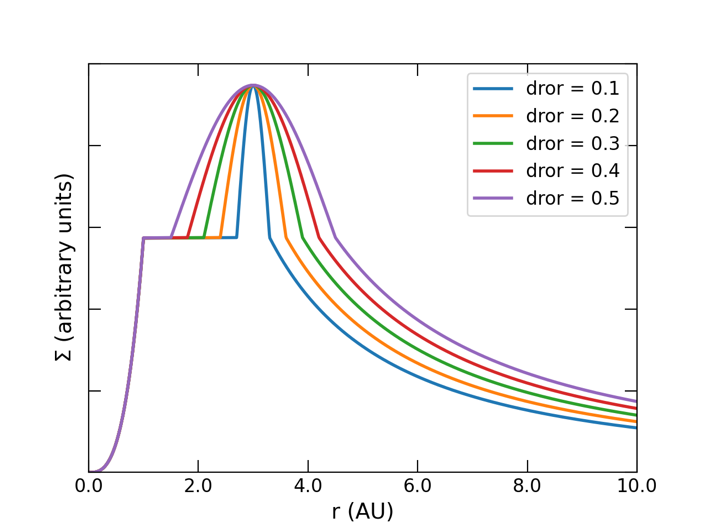 dror = 0.1
dror = 0.2
dror = 0.3
dror = 0.4
dror = 0.5
Σ (arbitrary units)
0.0 2.0 4.0 6.0 8.0 10.0
r (AU)